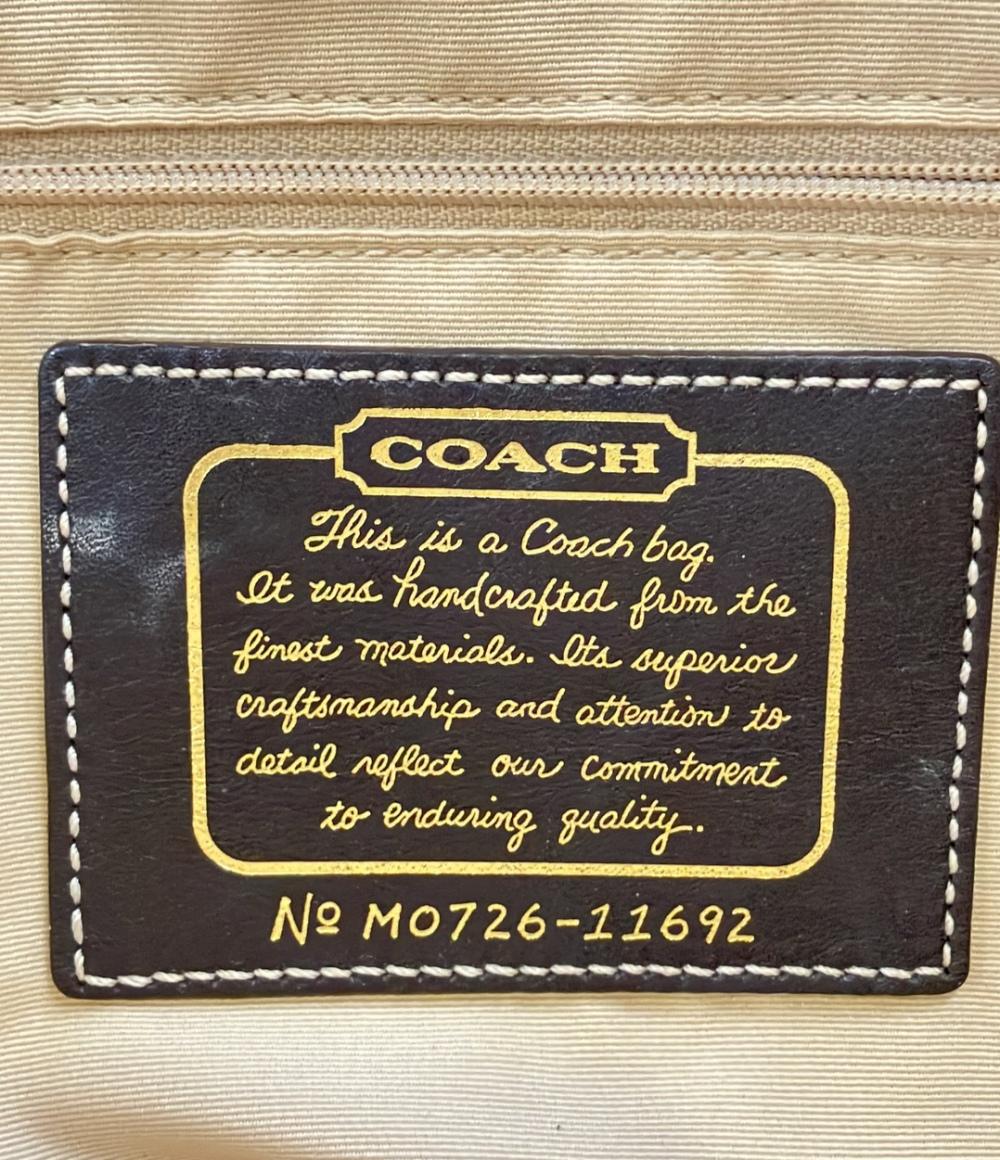 COACH
This is a Coach bag.
It was handcrafted from the
finest materials. Its superior
craftsmanship and attention to
detail reflect our commitment
to enduring quality.
Nº M0726-11692